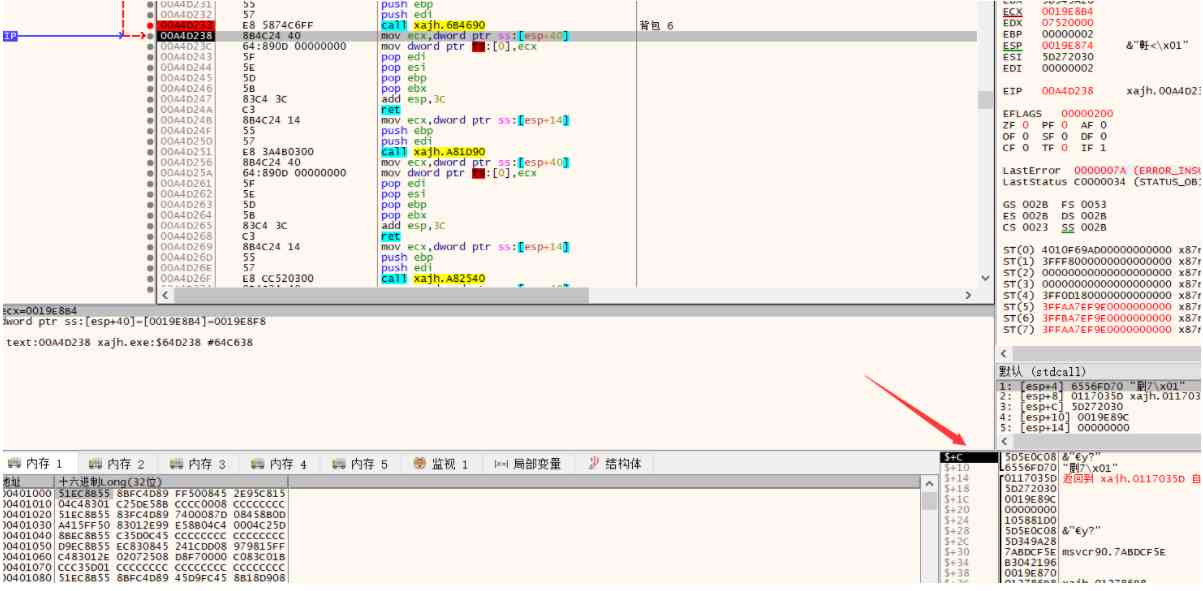 00A4D231 55 push ebp
00A4D232 57 push edi
00A4D233 E8 5874C6FF call xajh.6B4690 背包 6
EIP 00A4D238 8B4C24 40 mov ecx,dword ptr ss:[esp+40]
00A4D23C 64:890D 00000000 mov dword ptr fs:[0],ecx
00A4D243 5F pop edi
00A4D244 5E pop esi
00A4D245 5D pop ebp
00A4D246 5B pop ebx
00A4D247 83C4 3C add esp,3C
00A4D24A C3 ret
00A4D24B 8B4C24 14 mov ecx,dword ptr ss:[esp+14]
00A4D24F 55 push ebp
00A4D250 57 push edi
00A4D251 E8 3A4B0300 call xajh.A81D90
00A4D256 8B4C24 40 mov ecx,dword ptr ss:[esp+40]
00A4D25A 64:890D 00000000 mov dword ptr fs:[0],ecx
00A4D261 5F pop edi
00A4D262 5E pop esi
00A4D263 5D pop ebp
00A4D264 5B pop ebx
00A4D265 83C4 3C add esp,3C
00A4D268 C3 ret
00A4D269 8B4C24 14 mov ecx,dword ptr ss:[esp+14]
00A4D26D 55 push ebp
00A4D26E 57 push edi
00A4D26F E8 CC520300 call xajh.A82540
ECX 0019E8B4
EDX 07520000
EBP 00000002
ESP 0019E874 &"軠<\x01"
ESI 5D272030
EDI 00000002
EIP 00A4D238 xajh.00A4D23
EFLAGS 00000200
ZF 0 PF 0 AF 0
OF 0 SF 0 DF 0
CF 0 TF 0 IF 1
LastError 0000007A (ERROR_INSU
LastStatus C0000034 (STATUS_OBJ
GS 002B FS 0053
ES 002B DS 002B
CS 0023 SS 002B
ST(0) 4010F69AD00000000000 x87r
ST(1) 3FFF8000000000000000 x87r
ST(2) 00000000000000000000 x87r
ST(3) 00000000000000000000 x87r
ST(4) 3FF0D180000000000000 x87r
ST(5) 3FFAA7EF9E0000000000 x87r
ST(6) 3FFBA7EF9E0000000000 x87r
ST(7) 3FFAA7EF9E0000000000 x87r
ecx=0019E8B4
dword ptr ss:[esp+40]=[0019E8B4]=0019E8F8
text:00A4D238 xajh.exe:$64D238 #64C638
默认 (stdcall)
1: [esp+4] 6556FD70 "剻7\x01"
2: [esp+8] 0117035D xajh.011703
3: [esp+C] 5D272030
4: [esp+10] 0019E89C
5: [esp+14] 00000000
内存 1 内存 2 内存 3 内存 4 内存 5 监视 1 局部变量 结构体
地址 十六进制Long(32位)
00401000 51EC8B55 8BFC4D89 FF500845 2E95C815
00401010 04C48301 C25DE58B CCCC0008 CCCCCCCC
00401020 51EC8B55 83FC4D89 7400087D 08458B0D
00401030 A415FF50 83012E99 E58B04C4 0004C25D
00401040 8BEC8B55 C35D0C45 CCCCCCCC CCCCCCCC
00401050 D9EC8B55 EC830845 241CDD08 979815FF
00401060 C483012E 02072508 D8F70000 C083C01B
00401070 CCC35D01 CCCCCCCC CCCCCCCC CCCCCCCC
00401080 51EC8B55 8BFC4D89 45D9FC45 8B18D908
$+C 5D5E0C08 &"€y?"
$+10 6556FD70 "剻7\x01"
$+14 0117035D 返回到 xajh.0117035D 自
$+18 5D272030
$+1C 0019E89C
$+20 00000000
$+24 105881D0
$+28 5D5E0C08 &"€y?"
$+2C 5D349A28
$+30 7ABDCF5E msvcr90.7ABDCF5E
$+34 B3042196
$+38 0019E870